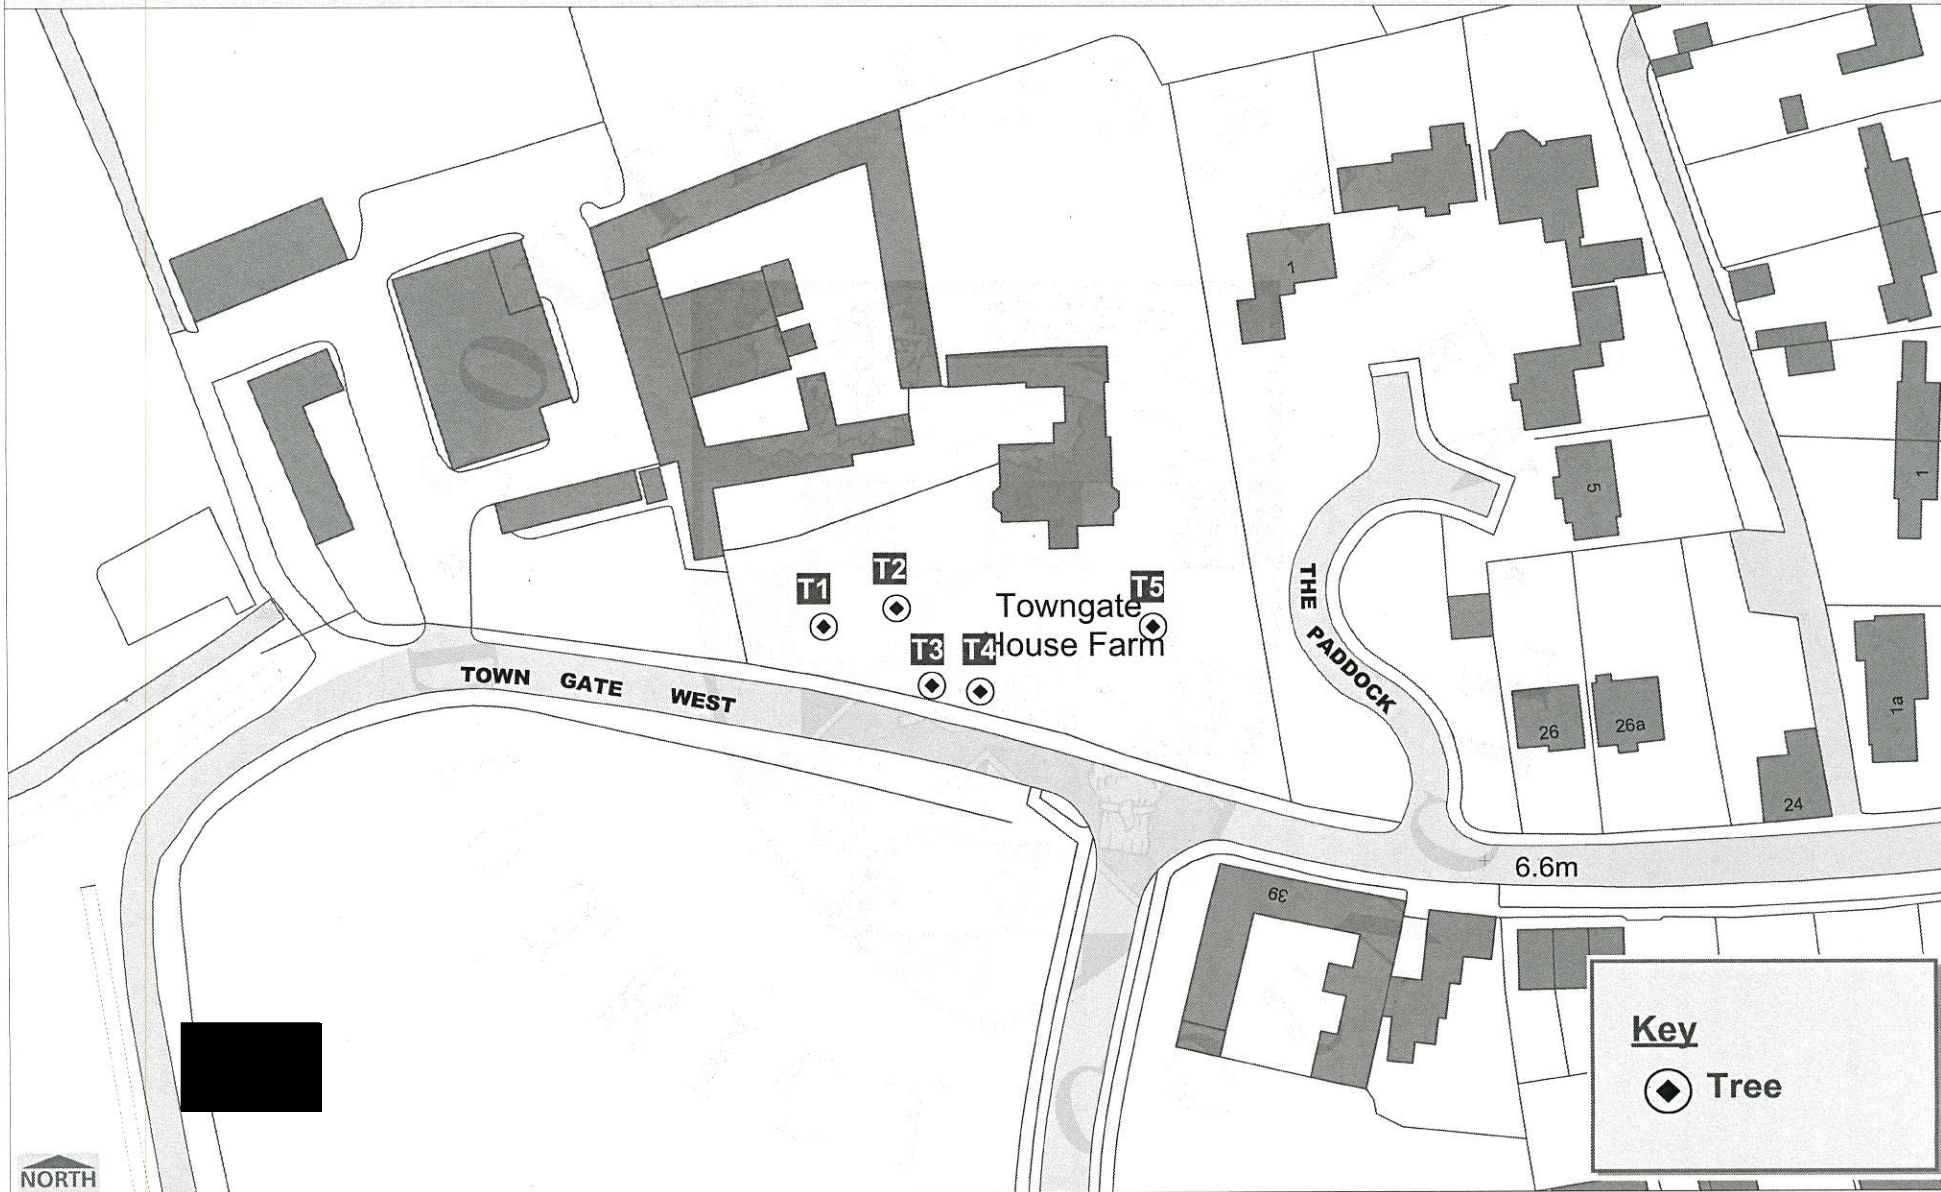 1
5
1
T1
T2
T3
T4
T5
Towngate
House Farm
THE PADDOCK
TOWN GATE WEST
26
26a
1a
24
6.6m
39
Key
Tree
NORTH